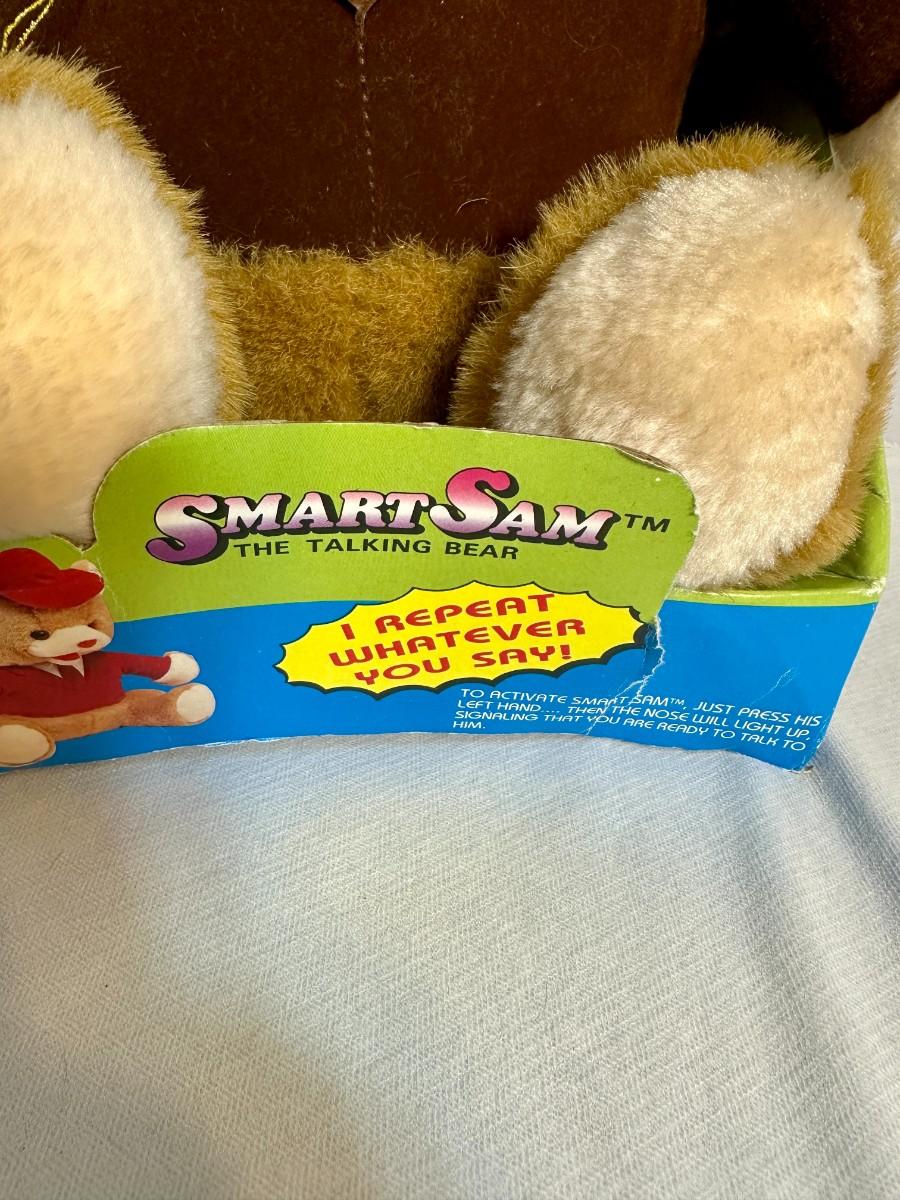 SMART SAM™
THE TALKING BEAR
I REPEAT
WHATEVER
YOU SAY!
TO ACTIVATE SMART SAM™, JUST PRESS HIS
LEFT HAND.... THEN THE NOSE WILL LIGHT UP,
SIGNALING THAT YOU ARE READY TO TALK TO
HIM.